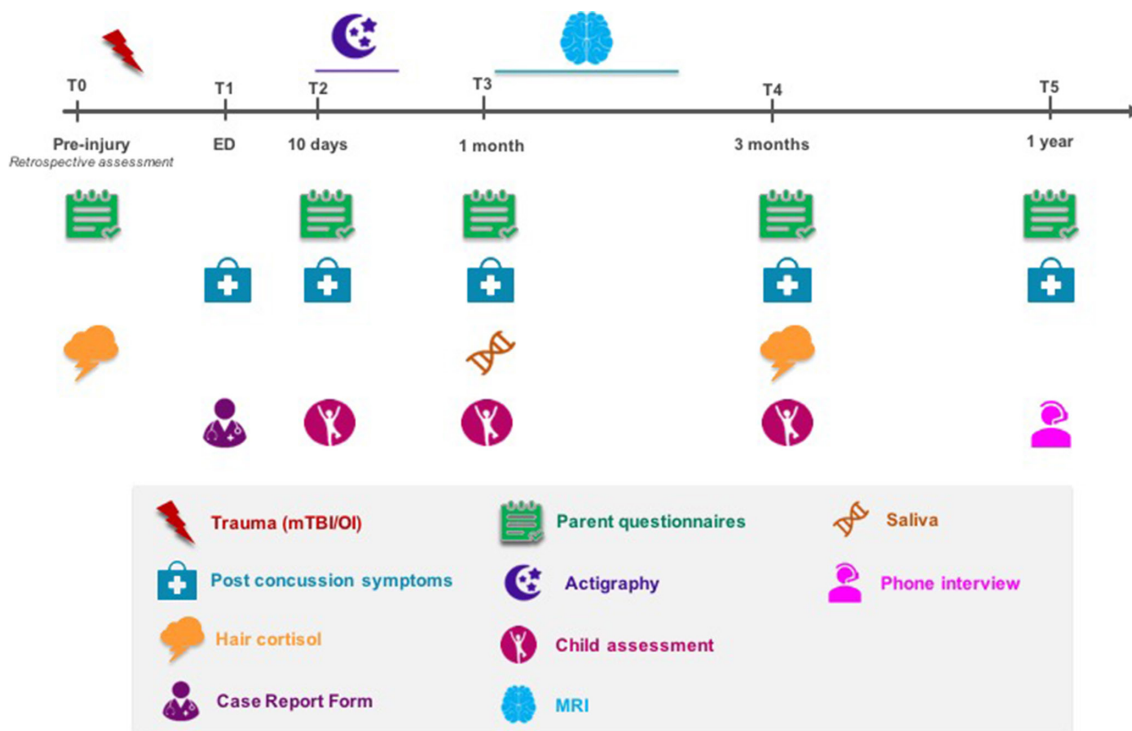 T0
T1
T2
T3
T4
T5
Pre-injury
Retrospective assessment
ED
10 days
1 month
3 months
1 year
Trauma (mTBI/OI)
Parent questionnaires
Saliva
Post concussion symptoms
Actigraphy
Phone interview
Hair cortisol
Child assessment
Case Report Form
MRI